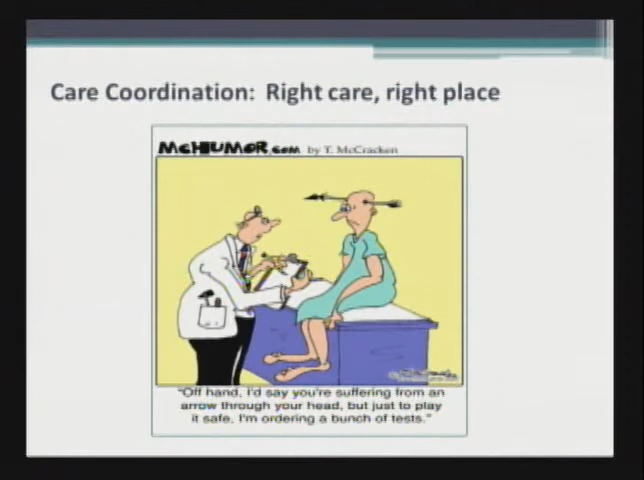 Care Coordination:  Right care, right place
McHUMOR.com by T. McCracken
"Off hand, I'd say you're suffering from an
arrow through your head, but just to play
it safe, I'm ordering a bunch of tests."